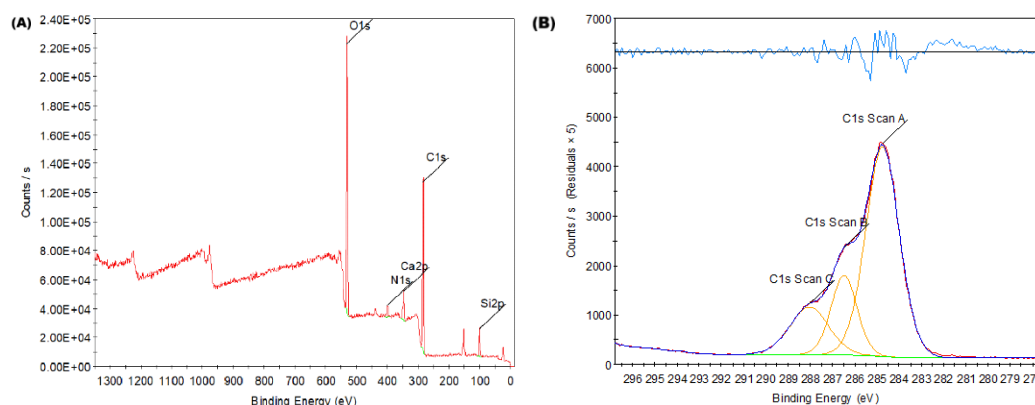 (A)
2.40E+05
2.20E+05
2.00E+05
1.80E+05
1.60E+05
1.40E+05
1.20E+05
1.00E+05
8.00E+04
6.00E+04
4.00E+04
2.00E+04
0.00E+00
Counts / s
O1s
C1s
Ca2p
N1s
Si2p
1300 1200 1100 1000 900 800 700 600 500 400 300 200 100 0
Binding Energy (eV)
(B)
7000
6000
5000
4000
3000
2000
1000
0
Counts / s (Residuals × 5)
C1s Scan A
C1s Scan B
C1s Scan C
296 295 294 293 292 291 290 289 288 287 286 285 284 283 282 281 280 279
Binding Energy (eV)